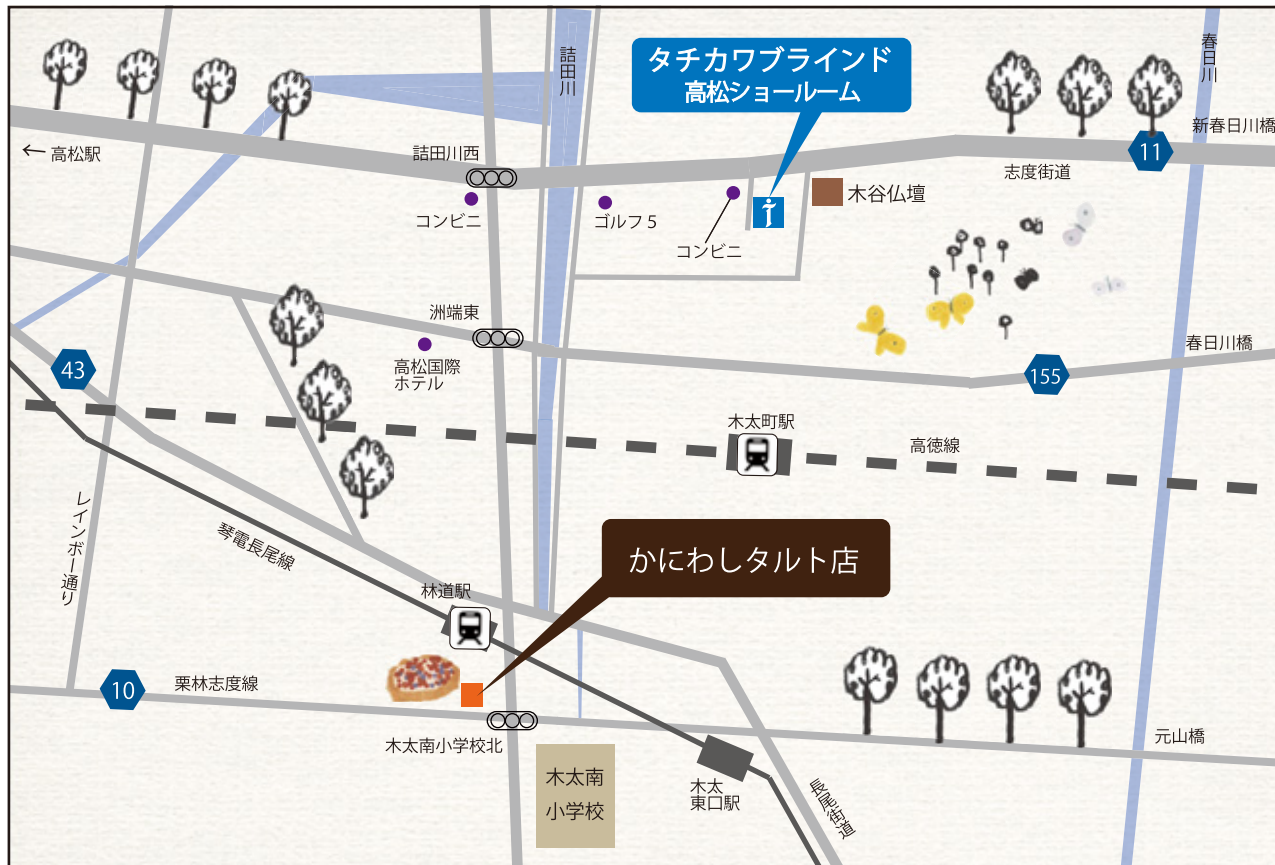 詰田川
タチカワブラインド
高松ショールーム
春日川
新春日川橋
11
← 高松駅
詰田川西
志度街道
木谷仏壇
コンビニ
ゴルフ5
コンビニ
洲端東
春日川橋
高松国際
ホテル
43
155
木太町駅
高徳線
レインボー通り
琴電長尾線
かにわしタルト店
林道駅
栗林志度線
10
木太南小学校北
元山橋
木太南
小学校
木太
東口駅
長尾街道